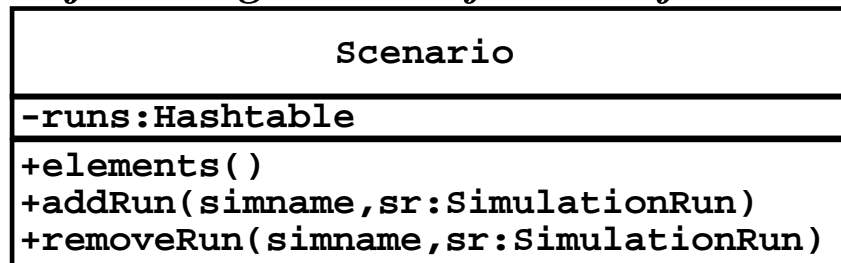 Scenario
-runs:Hashtable
+elements()
+addRun(simname,sr:SimulationRun)
+removeRun(simname,sr:SimulationRun)